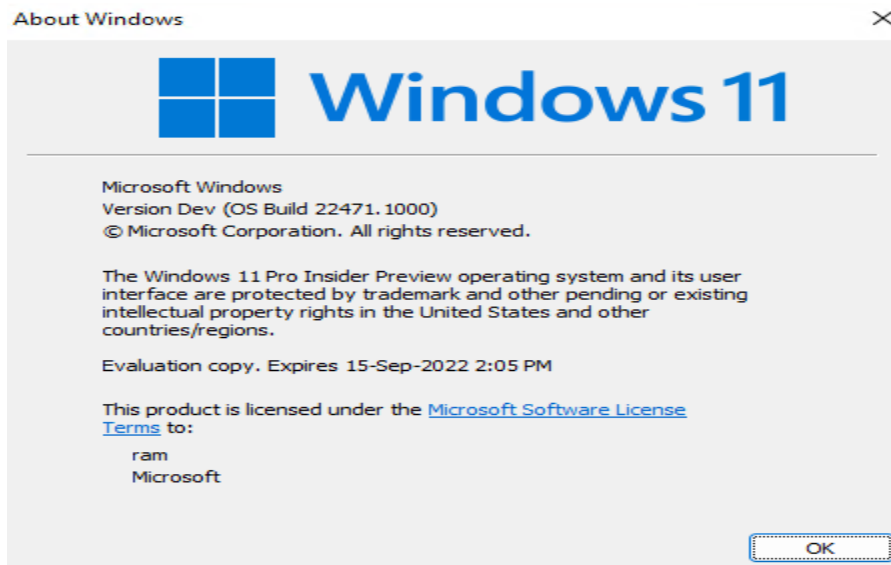 About Windows
Windows 11
Microsoft Windows
Version Dev (OS Build 22471.1000)
© Microsoft Corporation. All rights reserved.
The Windows 11 Pro Insider Preview operating system and its user
interface are protected by trademark and other pending or existing
intellectual property rights in the United States and other
countries/regions.
Evaluation copy. Expires 15-Sep-2022 2:05 PM
This product is licensed under the Microsoft Software License
Terms to:
ram
Microsoft
OK